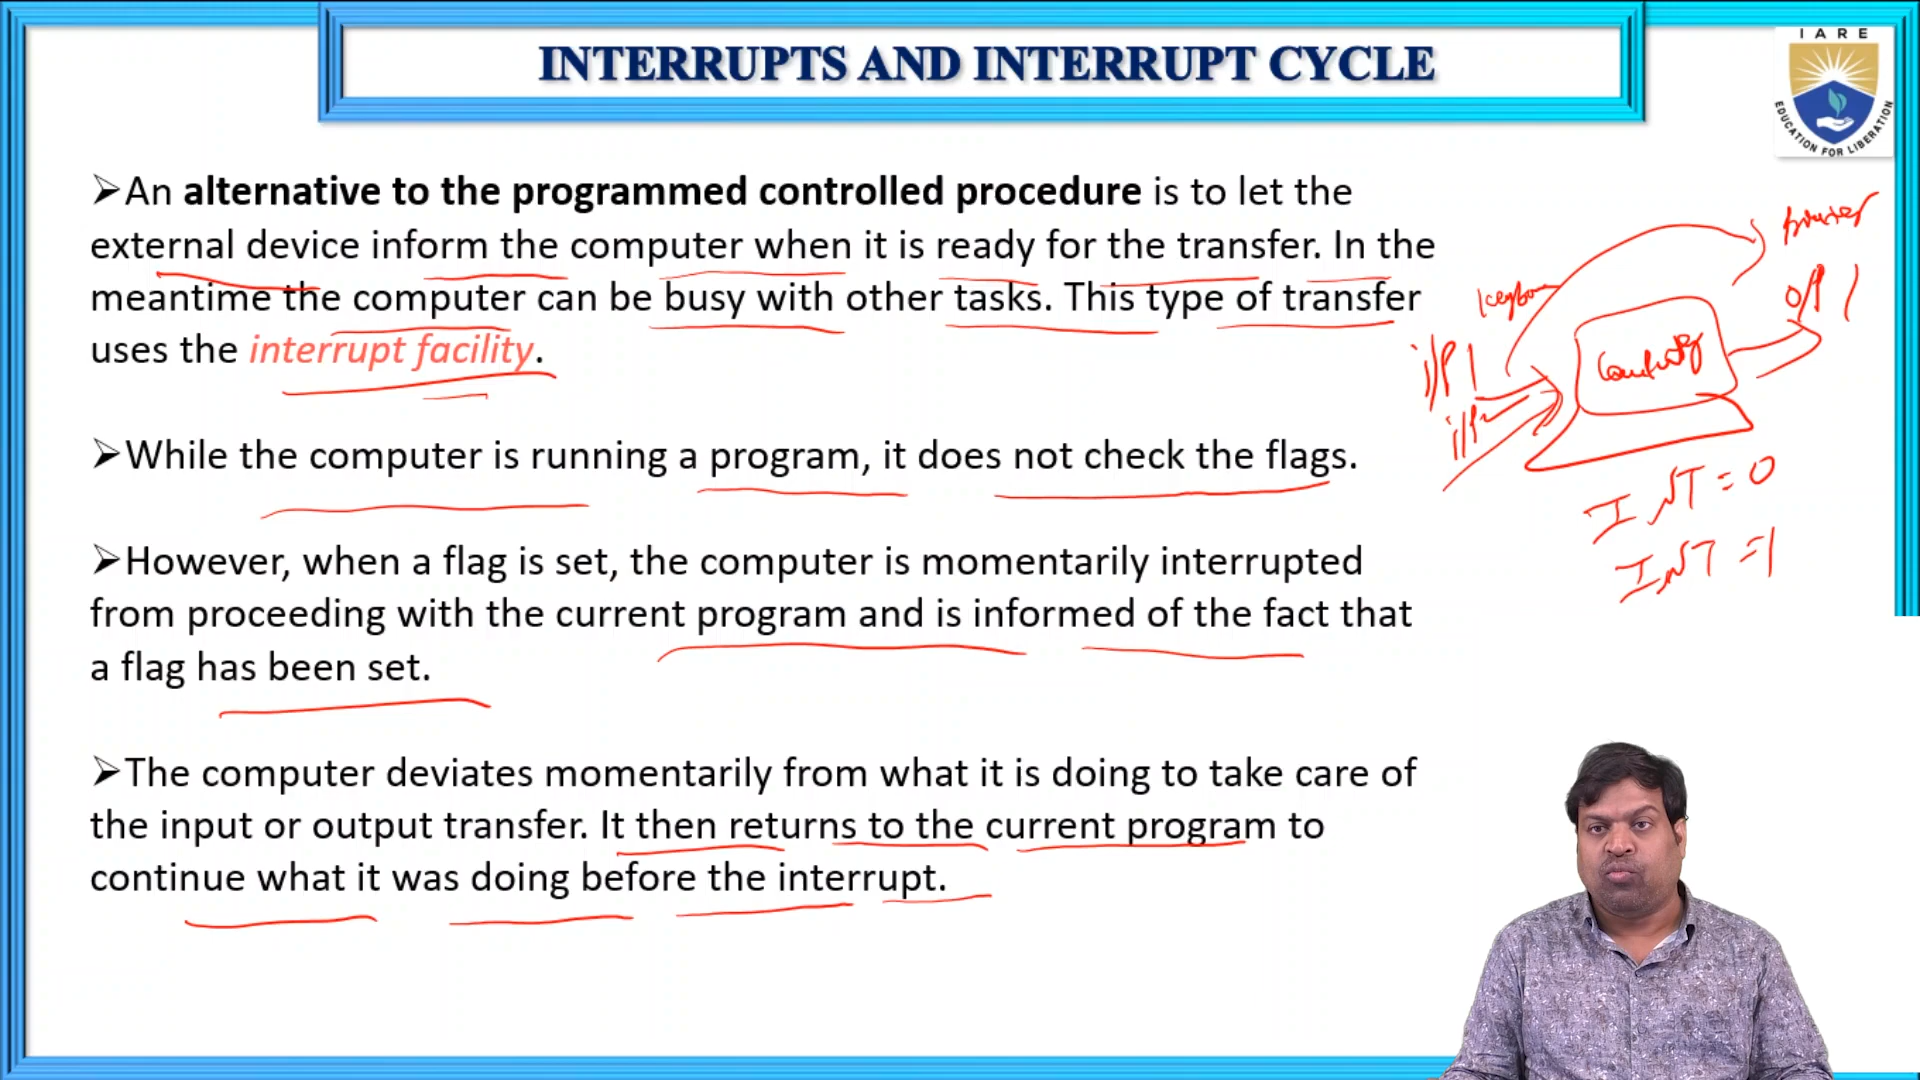 INTERRUPTS AND INTERRUPT CYCLE
IARE
EDUCATION FOR LIBERATION
➢An alternative to the programmed controlled procedure is to let the
external device inform the computer when it is ready for the transfer. In the
meantime the computer can be busy with other tasks. This type of transfer
uses the interrupt facility.
➢While the computer is running a program, it does not check the flags.
➢However, when a flag is set, the computer is momentarily interrupted
from proceeding with the current program and is informed of the fact that
a flag has been set.
➢The computer deviates momentarily from what it is doing to take care of
the input or output transfer. It then returns to the current program to
continue what it was doing before the interrupt.
printer
o/p
i/p
i/p
INT = 0
INT = 1